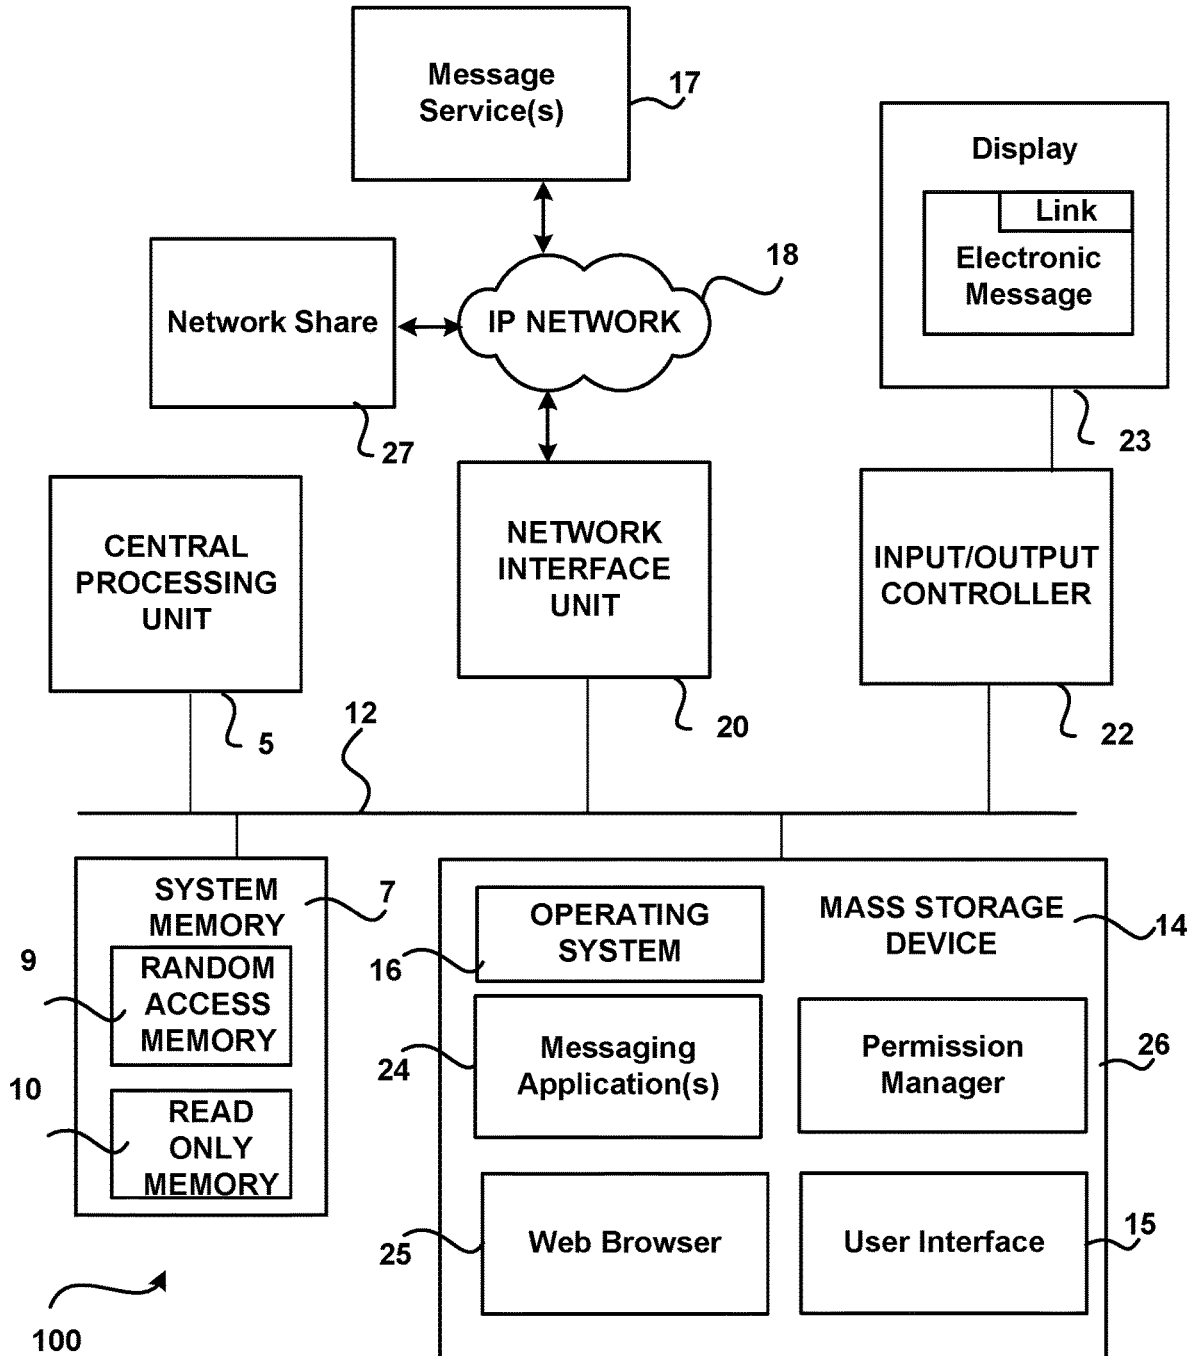 Message
Service(s)
17
Display
Link
Electronic
Message
18
IP NETWORK
Network Share
27
23
CENTRAL
PROCESSING
UNIT
NETWORK
INTERFACE
UNIT
INPUT/OUTPUT
CONTROLLER
5
12
20
22
SYSTEM
MEMORY
7
9
RANDOM
ACCESS
MEMORY
10
READ
ONLY
MEMORY
OPERATING
SYSTEM
16
MASS STORAGE
DEVICE
14
24
Messaging
Application(s)
Permission
Manager
26
25
Web Browser
User Interface
15
100